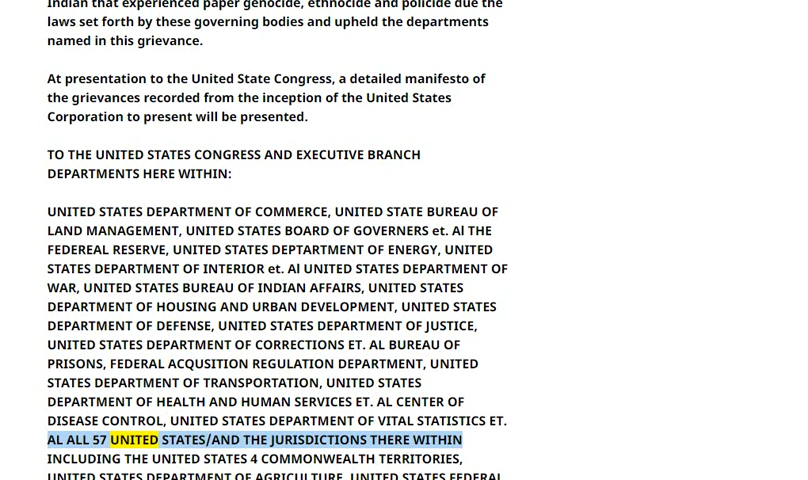 Indian that experienced paper genocide, ethnocide and policide due the
laws set forth by these governing bodies and upheld the departments
named in this grievance.
At presentation to the United State Congress, a detailed manifesto of
the grievances recorded from the inception of the United States
Corporation to present will be presented.
TO THE UNITED STATES CONGRESS AND EXECUTIVE BRANCH
DEPARTMENTS HERE WITHIN:
UNITED STATES DEPARTMENT OF COMMERCE, UNITED STATE BUREAU OF
LAND MANAGEMENT, UNITED STATES BOARD OF GOVERNERS et. Al THE
FEDEREAL RESERVE, UNITED STATES DEPTARTMENT OF ENERGY, UNITED
STATES DEPARTMENT OF INTERIOR et. Al UNITED STATES DEPARTMENT OF
WAR, UNITED STATES BUREAU OF INDIAN AFFAIRS, UNITED STATES
DEPARTMENT OF HOUSING AND URBAN DEVELOPMENT, UNITED STATES
DEPARTMENT OF DEFENSE, UNITED STATES DEPARTMENT OF JUSTICE,
UNITED STATES DEPARTMENT OF CORRECTIONS ET. AL BUREAU OF
PRISONS, FEDERAL ACQUSITION REGULATION DEPARTMENT, UNITED
STATES DEPARTMENT OF TRANSPORTATION, UNITED STATES
DEPARTMENT OF HEALTH AND HUMAN SERVICES ET. AL CENTER OF
DISEASE CONTROL, UNITED STATES DEPARTMENT OF VITAL STATISTICS ET.
AL ALL 57 UNITED STATES/AND THE JURISDICTIONS THERE WITHIN
INCLUDING THE UNITED STATES 4 COMMONWEALTH TERRITORIES,
UNITED STATES DEPARTMENT OF AGRICULTURE, UNITED STATES FEDERAL